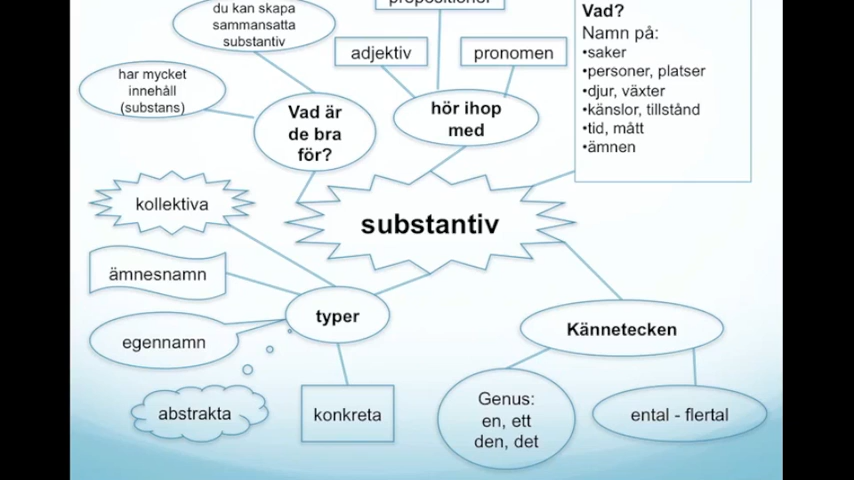 du kan skapa
sammansatta
substantiv
prepositioner
Vad?
Namn på:
•saker
•personer, platser
•djur, växter
•känslor, tillstånd
•tid, mått
•ämnen
adjektiv
pronomen
har mycket
innehåll
(substans)
Vad är
de bra
för?
hör ihop
med
kollektiva
substantiv
ämnesnamn
typer
egennamn
Kännetecken
abstrakta
konkreta
Genus:
en, ett
den, det
ental - flertal